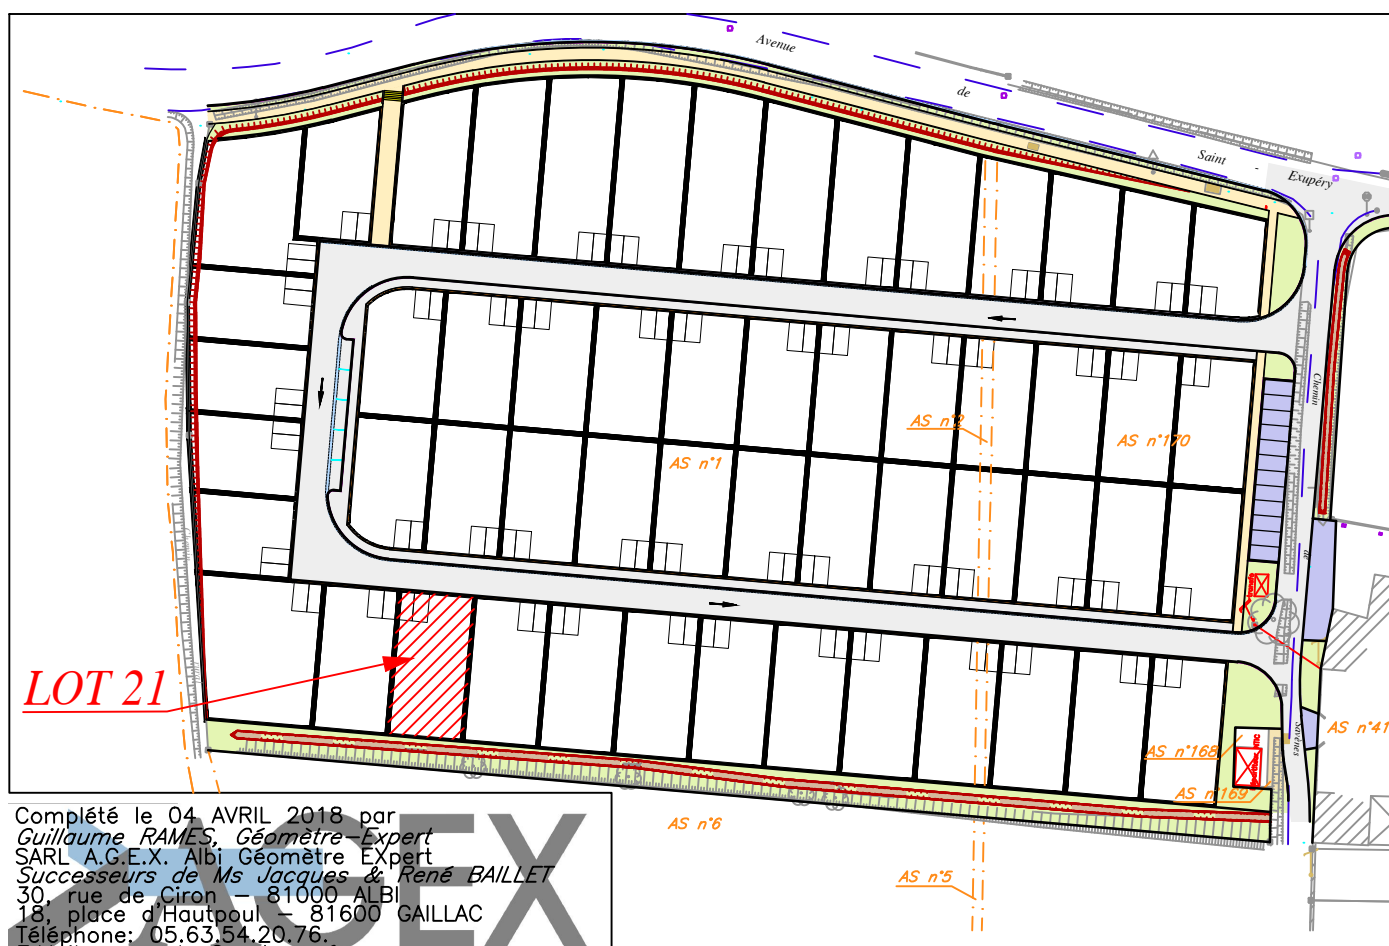 Avenue
de
Saint
-
Exupéry
Chemin
de
Savènes
AS n°2
AS n°170
AS n°1
LOT 21
AS n°168
AS n°169
AS n°41
AS n°6
AS n°5
AGEX
Complété le 04 AVRIL 2018 par
Guillaume RAMES, Géomètre-Expert
SARL A.G.E.X. Albi Géomètre EXpert
Successeurs de Ms Jacques & René BAILLET
30, rue de Ciron - 81000 ALBI
18, place d'Hautpoul - 81600 GAILLAC
Téléphone: 05.63.54.20.76.